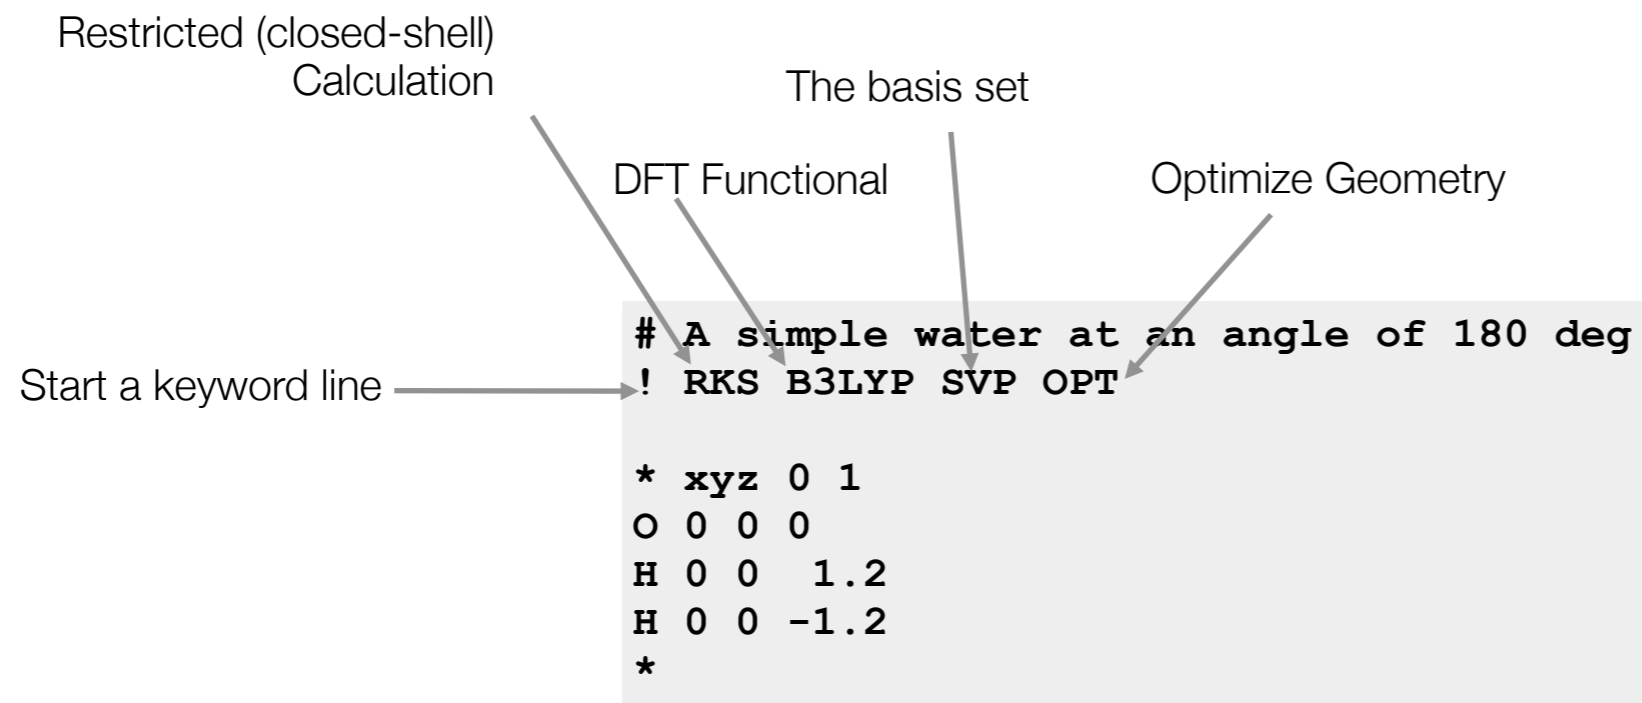 Restricted (closed-shell)
Calculation
The basis set
DFT Functional
Optimize Geometry
Start a keyword line
# A simple water at an angle of 180 deg
! RKS B3LYP SVP OPT
* xyz 0 1
O 0 0 0
H 0 0  1.2
H 0 0 -1.2
*